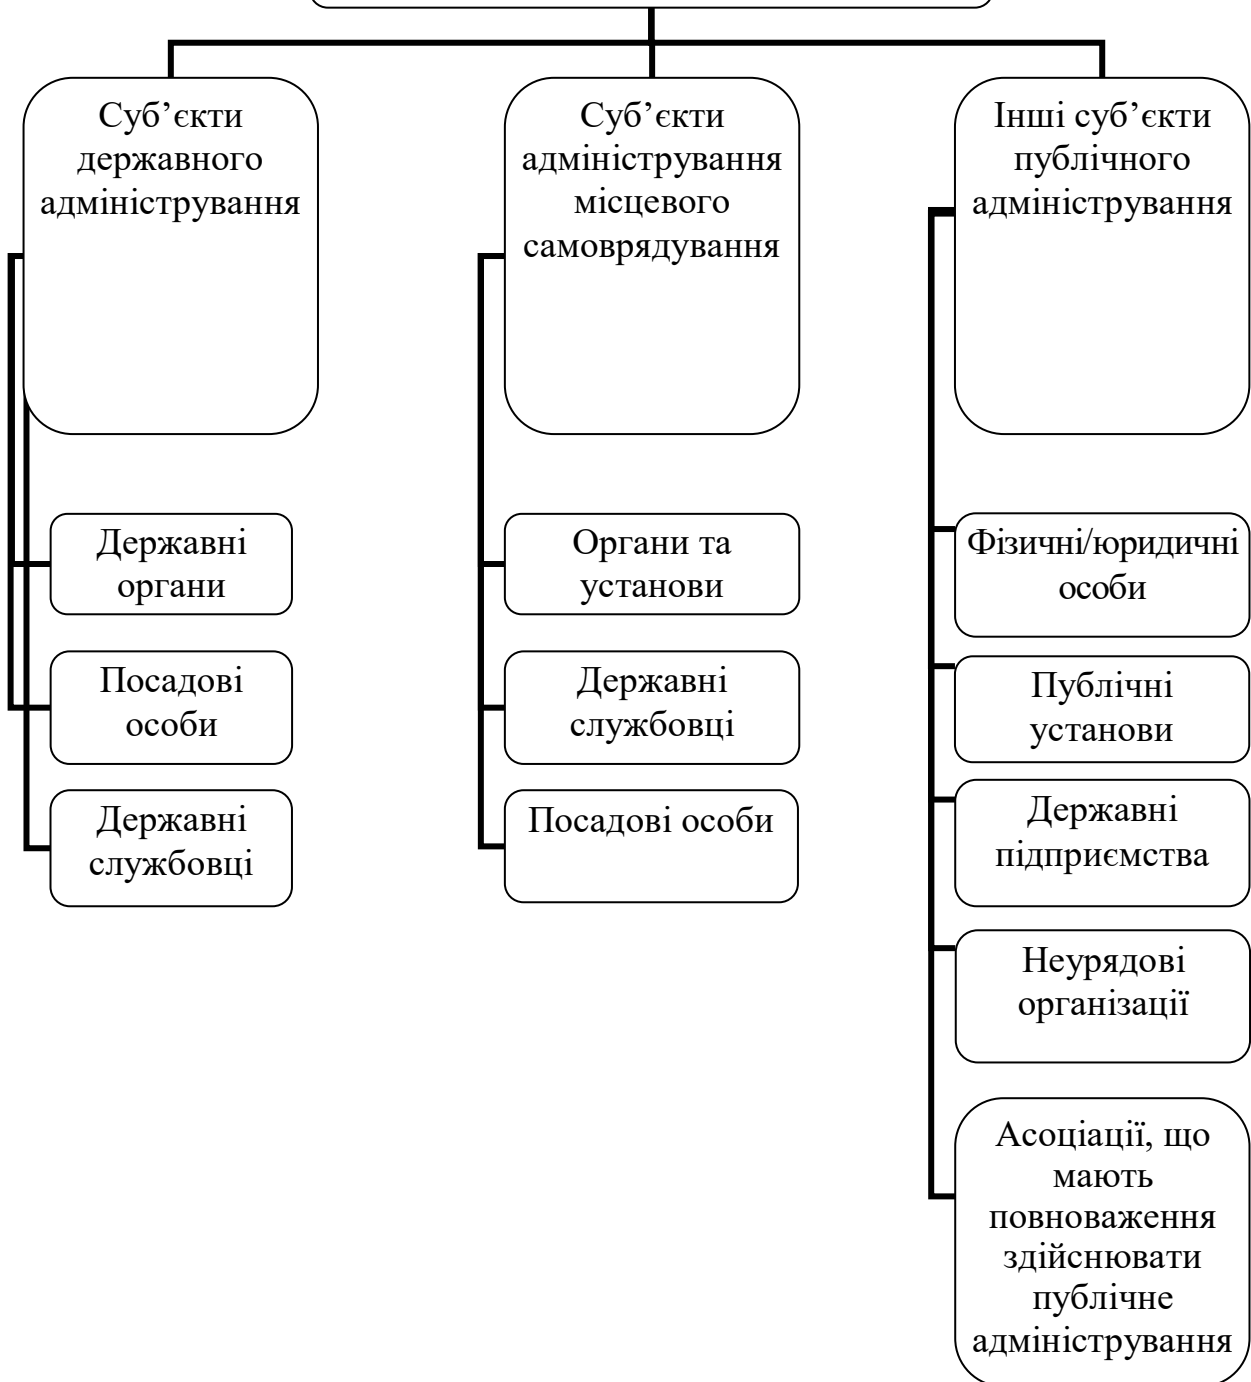 Суб’єкти
державного
адміністрування
Суб’єкти
адміністрування
місцевого
самоврядування
Інші суб’єкти
публічного
адміністрування
Державні
органи
Посадові
особи
Державні
службовці
Органи та
установи
Державні
службовці
Посадові особи
Фізичні/юридичні
особи
Публічні
установи
Державні
підприємства
Неурядові
організації
Асоціації, що
мають
повноваження
здійснювати
публічне
адміністрування